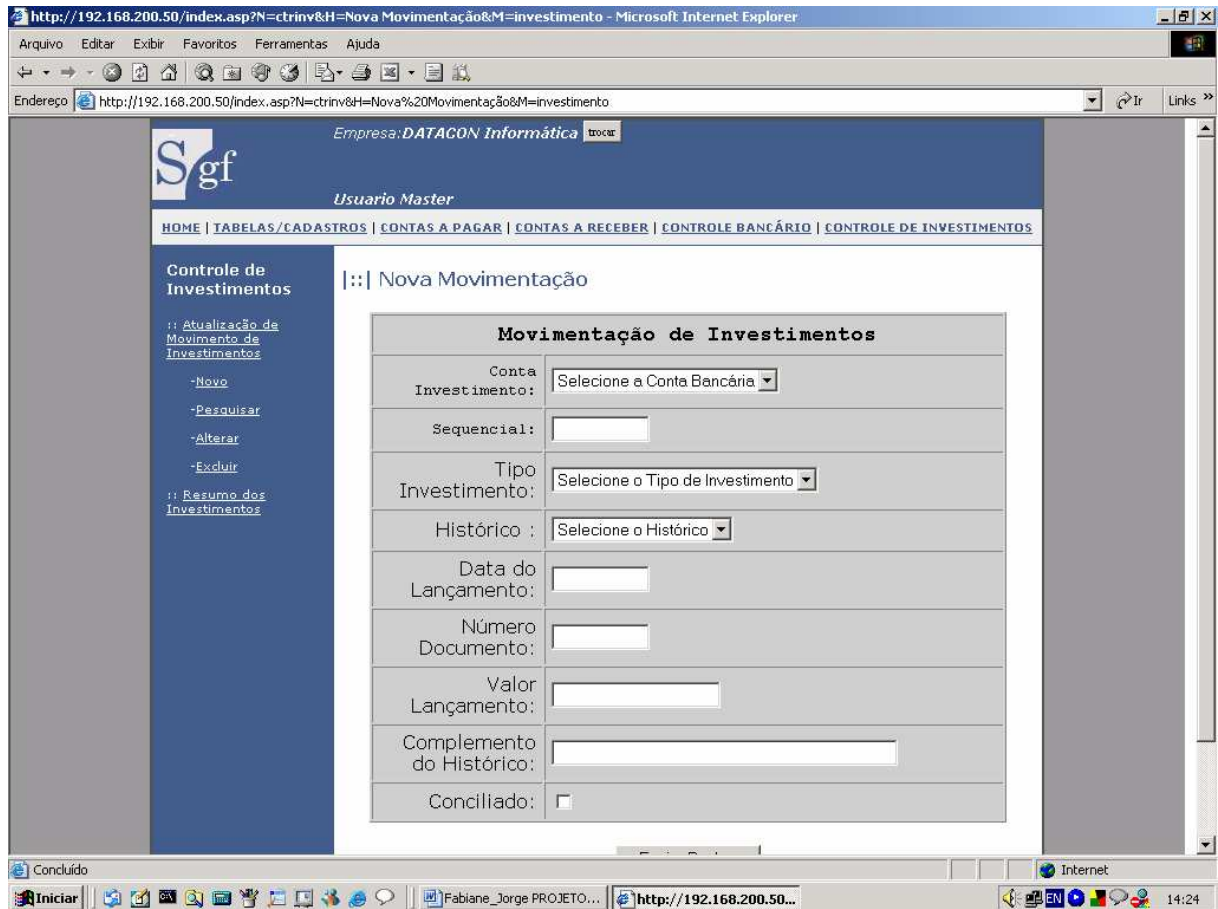 http://192.168.200.50/index.asp?N=ctrinv&H=Nova Movimentação&M=investimento - Microsoft Internet Explorer
Arquivo Editar Exibir Favoritos Ferramentas Ajuda
Endereço http://192.168.200.50/index.asp?N=ctrinv&H=Nova%20Movimentação&M=investimento Ir Links »
Sgf
Empresa:DATACON Informática trocar
Usuario Master
HOME | TABELAS/CADASTROS | CONTAS A PAGAR | CONTAS A RECEBER | CONTROLE BANCÁRIO | CONTROLE DE INVESTIMENTOS
Controle de
Investimentos
:: Atualização de
Movimento de
Investimentos
-Novo
-Pesquisar
-Alterar
-Excluir
:: Resumo dos
Investimentos
|::| Nova Movimentação
Movimentação de Investimentos
Conta
Investimento:
Selecione a Conta Bancária
Sequencial:
Tipo
Investimento:
Selecione o Tipo de Investimento
Histórico :
Selecione o Histórico
Data do
Lançamento:
Número
Documento:
Valor
Lançamento:
Complemento
do Histórico:
Conciliado:
Concluído
Internet
Iniciar
Fabiane_Jorge PROJETO...
http://192.168.200.50...
EN
14:24